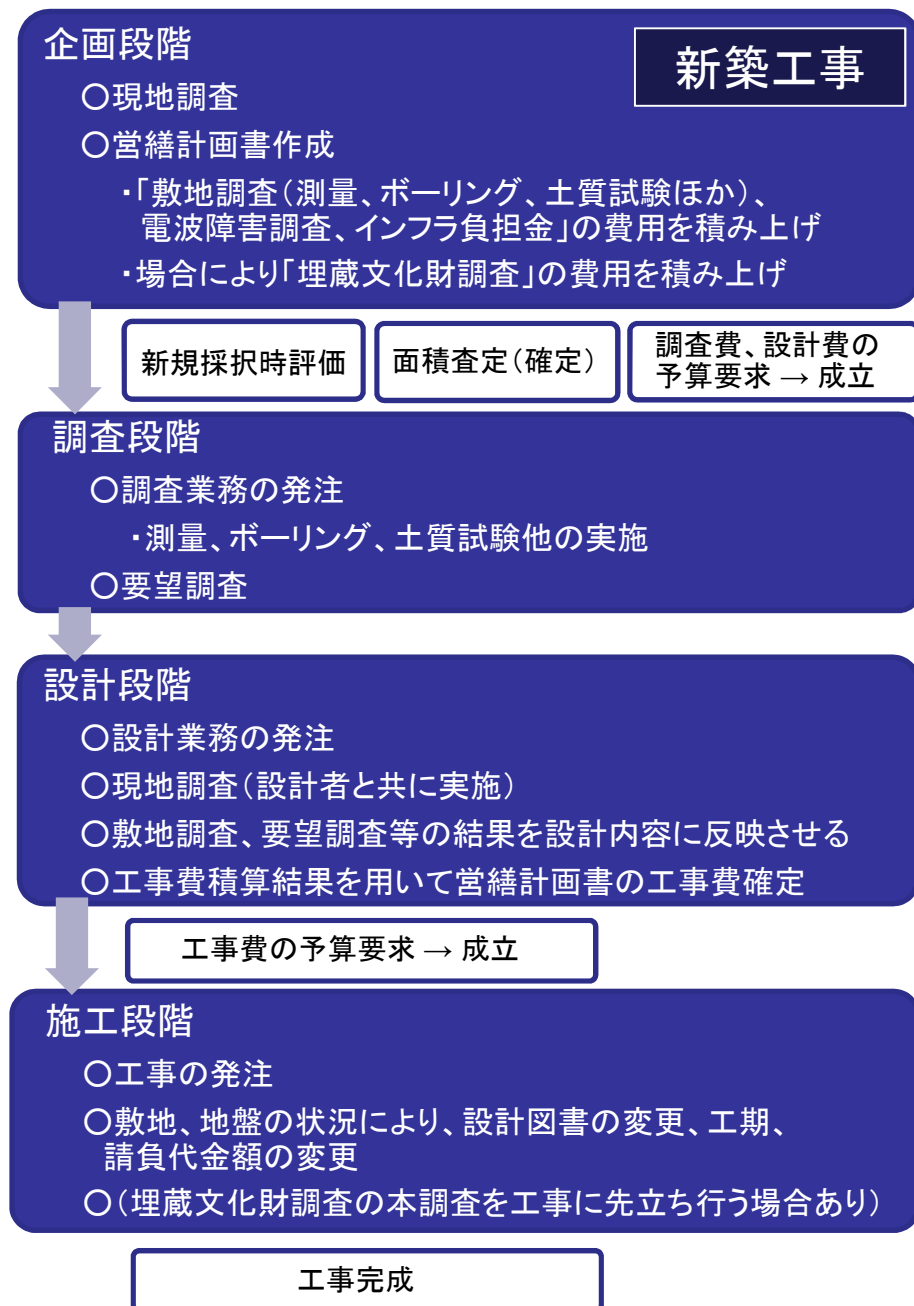 企画段階
新築工事
○現地調査
○営繕計画書作成
・「敷地調査（測量、ボーリング、土質試験ほか）、
電波障害調査、インフラ負担金」の費用を積み上げ
・場合により「埋蔵文化財調査」の費用を積み上げ
新規採択時評価
面積査定（確定）
調査費、設計費の
予算要求 → 成立
調査段階
○調査業務の発注
・測量、ボーリング、土質試験他の実施
○要望調査
設計段階
○設計業務の発注
○現地調査（設計者と共に実施）
○敷地調査、要望調査等の結果を設計内容に反映させる
○工事費積算結果を用いて営繕計画書の工事費確定
工事費の予算要求 → 成立
施工段階
○工事の発注
○敷地、地盤の状況により、設計図書の変更、工期、
請負代金額の変更
○（埋蔵文化財調査の本調査を工事に先立ち行う場合あり）
工事完成